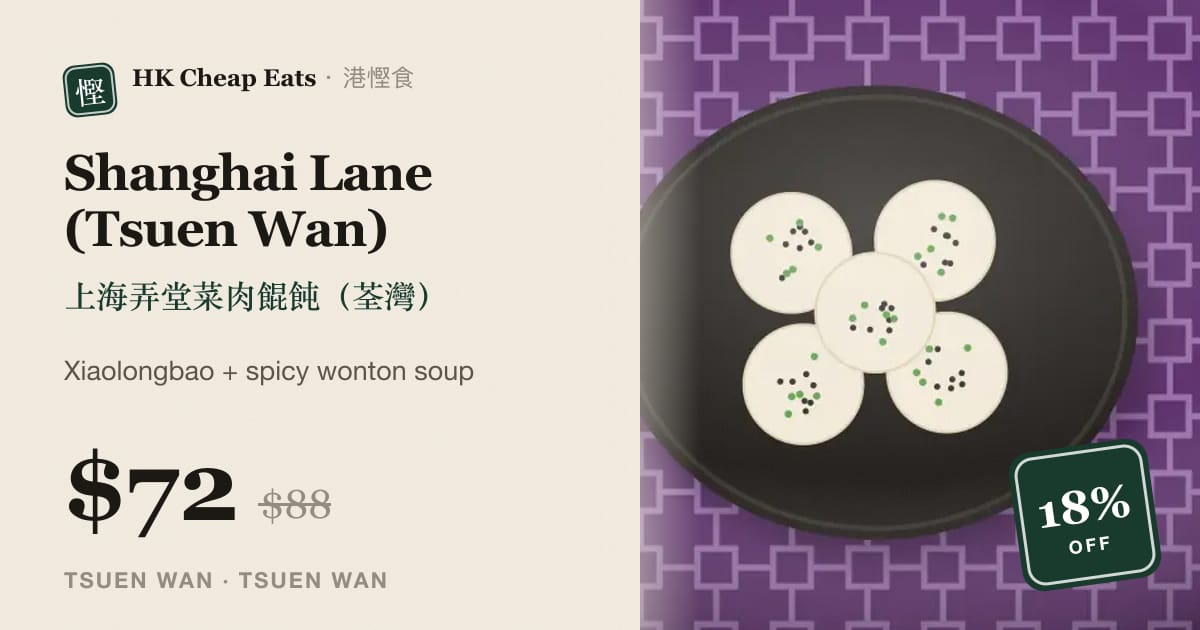 慳 HK Cheap Eats · 港慳食
Shanghai Lane
(Tsuen Wan)
上海弄堂菜肉餛飩（荃灣）
Xiaolongbao + spicy wonton soup
$72 $88
TSUEN WAN · TSUEN WAN
18%
OFF